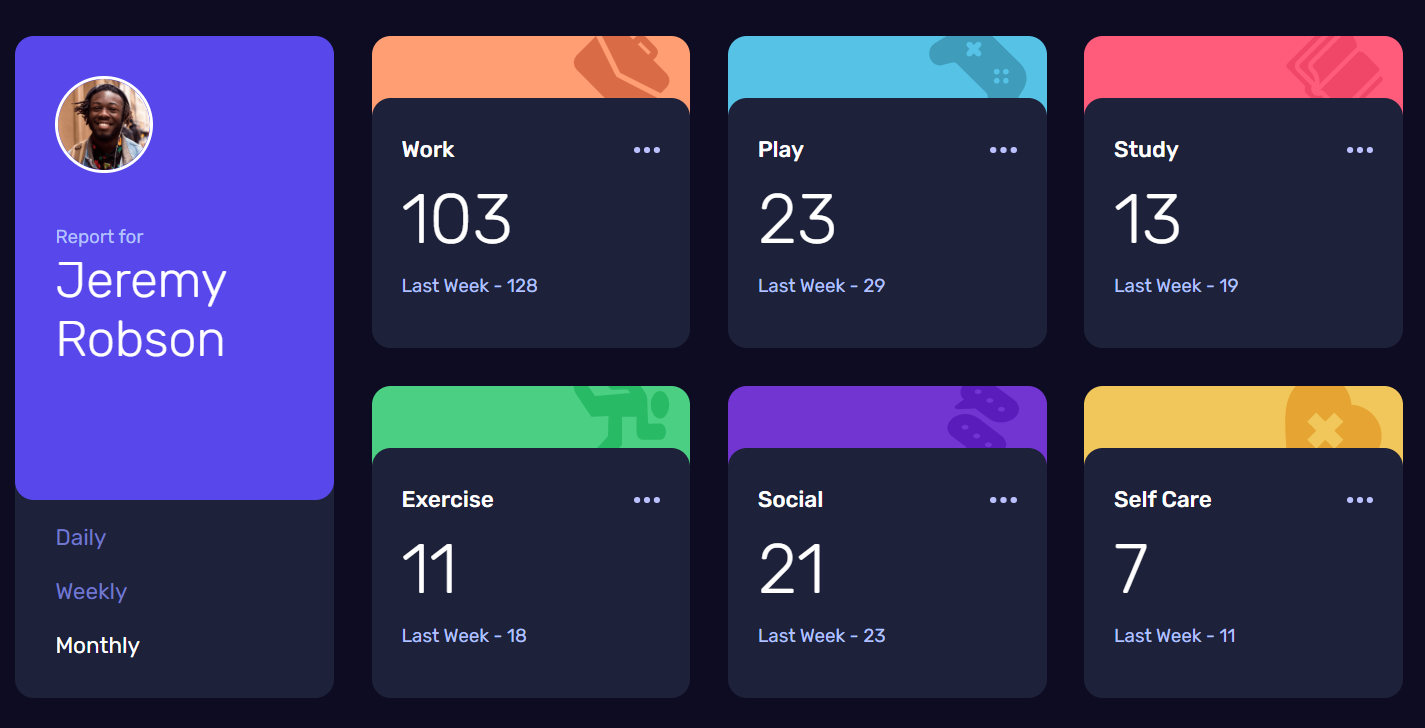 Report for
Jeremy
Robson
Daily
Weekly
Monthly
Work
103
Last Week - 128
Play
23
Last Week - 29
Study
13
Last Week - 19
Exercise
11
Last Week - 18
Social
21
Last Week - 23
Self Care
7
Last Week - 11